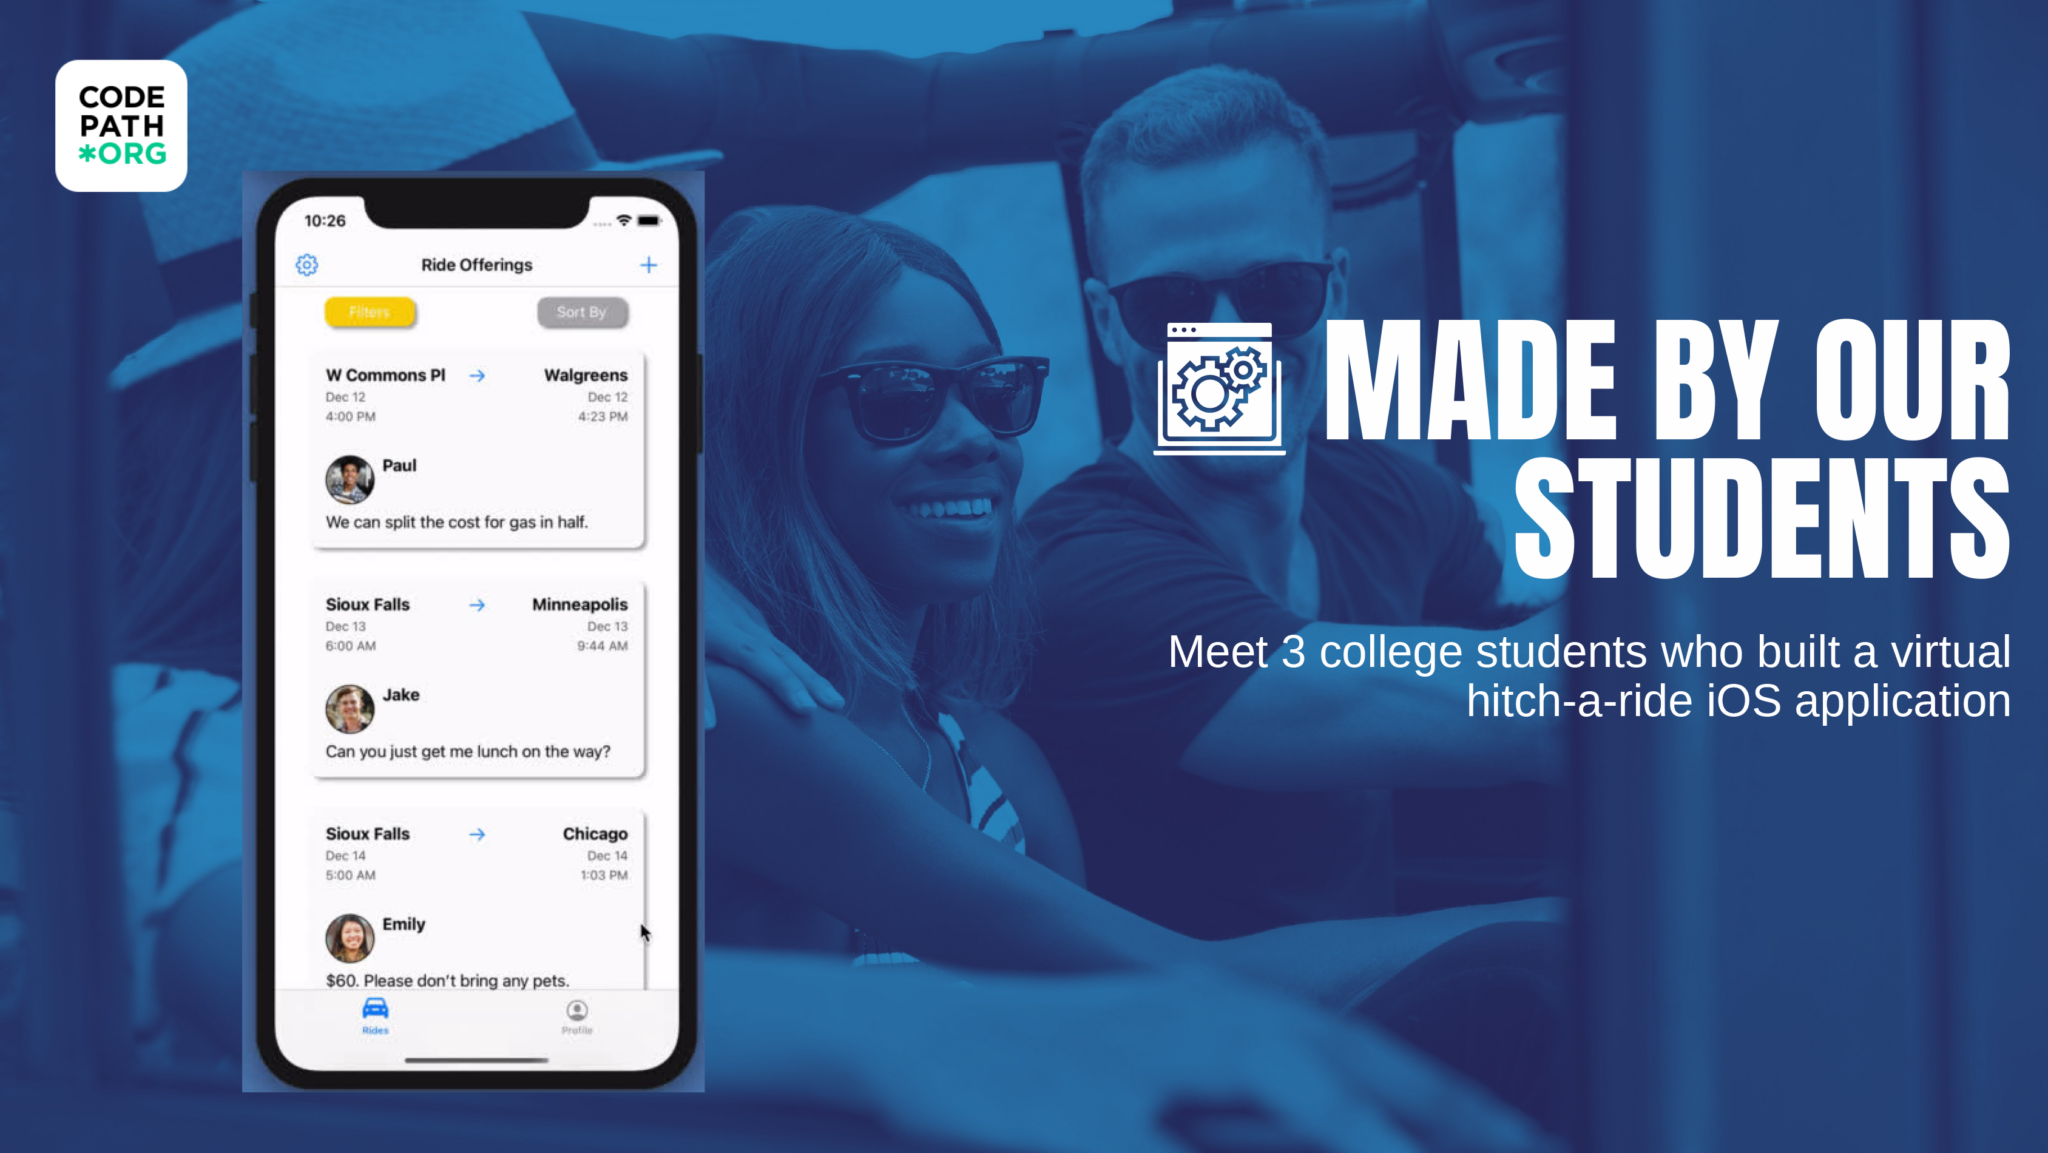 CODE
PATH
*ORG
10:26
Ride Offerings
Filters
Sort By
W Commons Pl → Walgreens
Dec 12 Dec 12
4:00 PM 4:23 PM
Paul
We can split the cost for gas in half.
Sioux Falls → Minneapolis
Dec 13 Dec 13
6:00 AM 9:44 AM
Jake
Can you just get me lunch on the way?
Sioux Falls → Chicago
Dec 14 Dec 14
5:00 AM 1:03 PM
Emily
$60. Please don't bring any pets.
Rides Profile
MADE BY OUR
STUDENTS
Meet 3 college students who built a virtual
hitch-a-ride iOS application